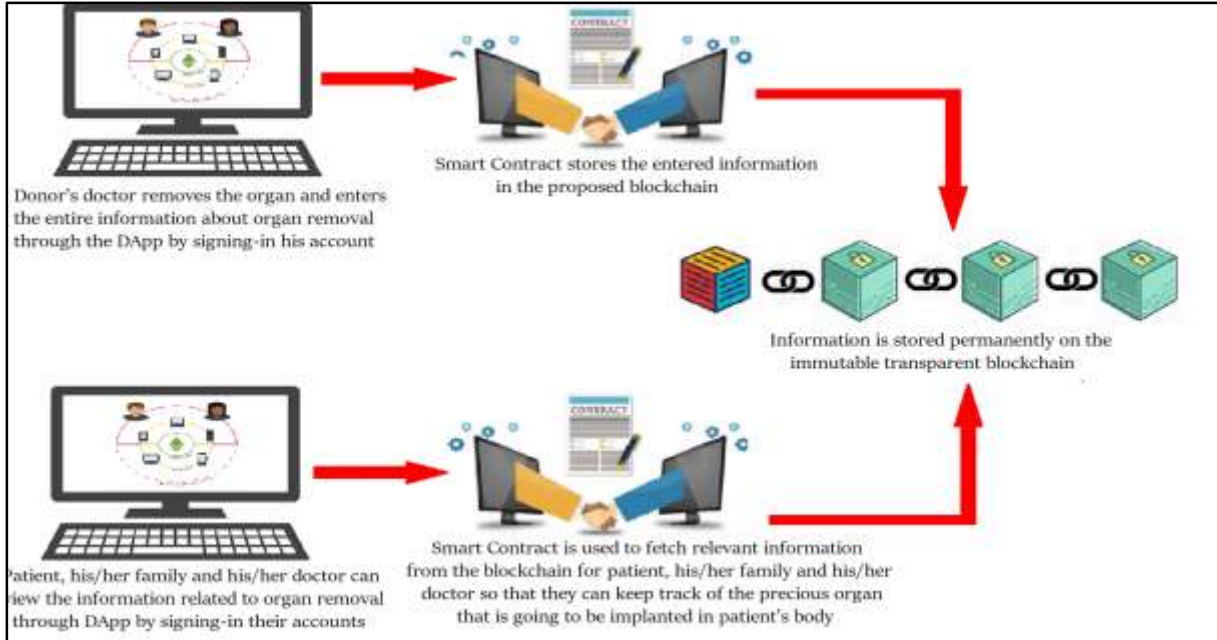 CONTRACT
Donor's doctor removes the organ and enters
the entire information about organ removal
through the DApp by signing-in his account
Smart Contract stores the entered information
in the proposed blockchain
Information is stored permanently on the
immutable transparent blockchain
CONTRACT
Patient, his/her family and his/her doctor can
view the information related to organ removal
through DApp by signing-in their accounts
Smart Contract is used to fetch relevant information
from the blockchain for patient, his/her family and his/her
doctor so that they can keep track of the precious organ
that is going to be implanted in patient's body